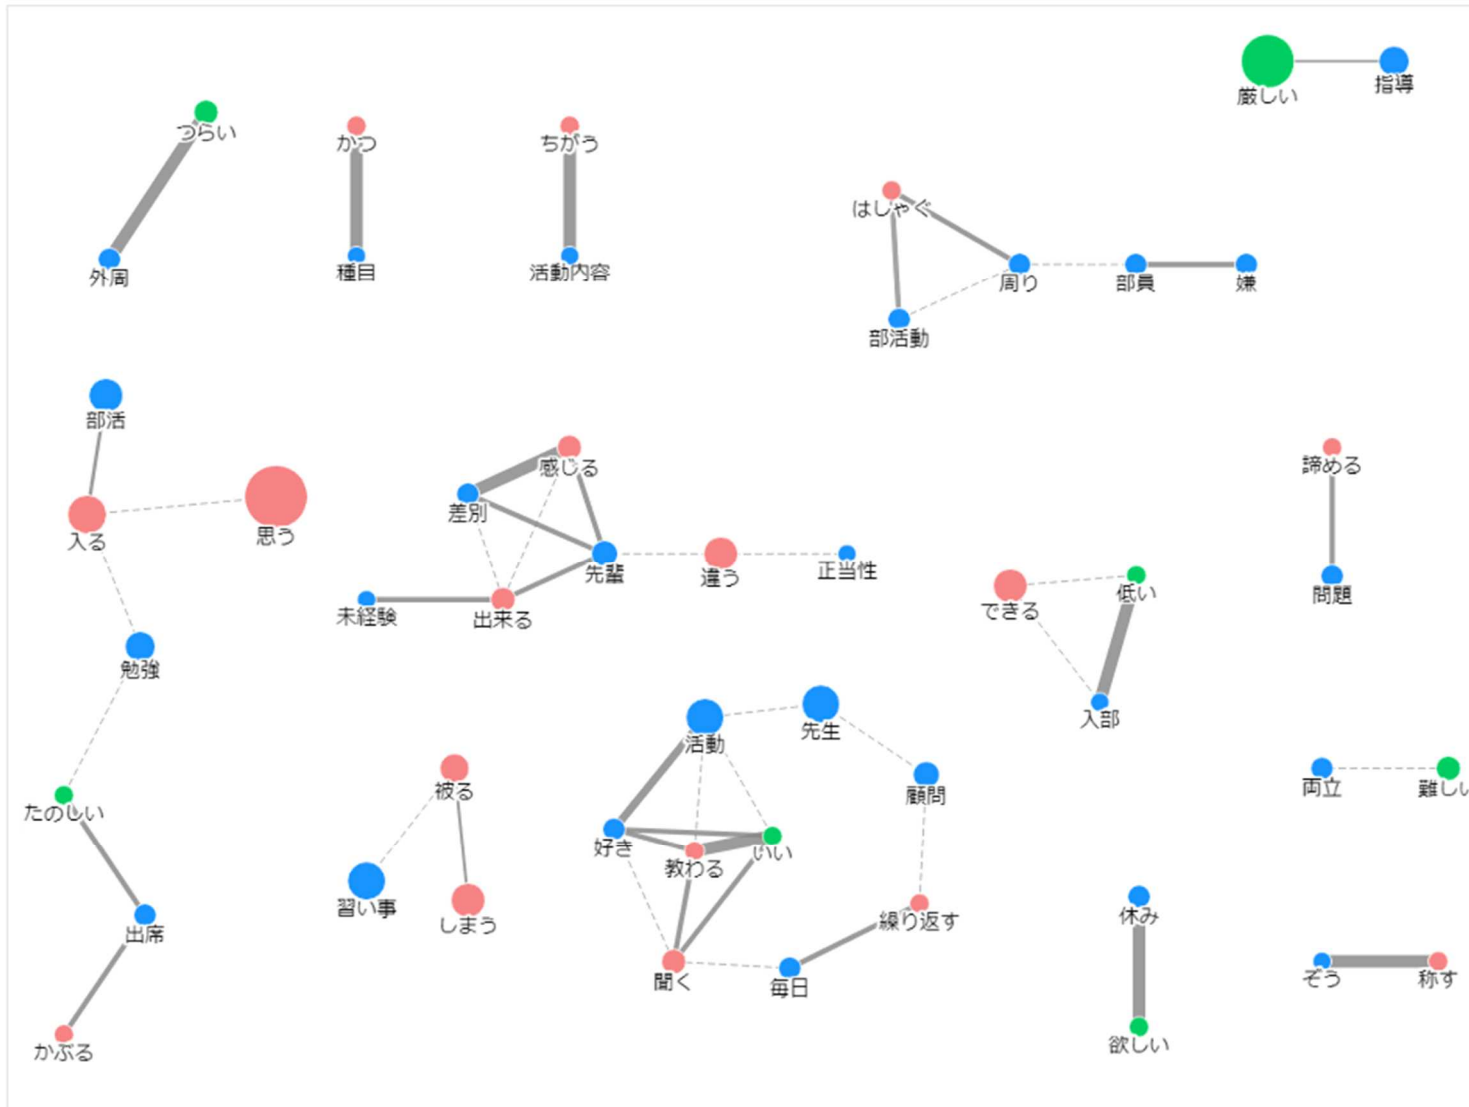 厳しい
指導
つらい
かつ
ちがう
はしゃぐ
外周
種目
活動内容
周り
部員
嫌
部活動
部活
感じる
諦める
差別
入る
思う
先輩
違う
正当性
未経験
出来る
できる
低い
問題
勉強
入部
活動
先生
被る
顧問
両立
難しい
たのしい
好き
教わる
いい
習い事
しまう
出席
繰り返す
休み
聞く
毎日
ぞう
称す
かぶる
欲しい